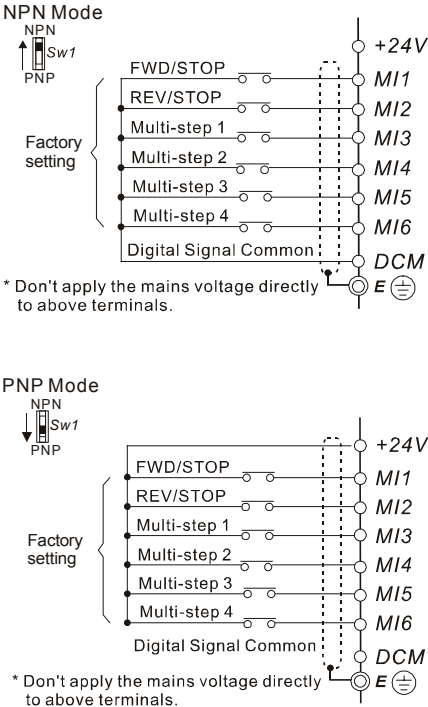 NPN Mode
NPN
Sw1
PNP
+24V
FWD/STOP
MI1
REV/STOP
MI2
Multi-step 1
MI3
Factory
setting
Multi-step 2
MI4
Multi-step 3
MI5
Multi-step 4
MI6
Digital Signal Common
DCM
* Don't apply the mains voltage directly
to above terminals.
E
PNP Mode
NPN
Sw1
PNP
+24V
FWD/STOP
MI1
REV/STOP
MI2
Multi-step 1
MI3
Factory
setting
Multi-step 2
MI4
Multi-step 3
MI5
Multi-step 4
MI6
Digital Signal Common
DCM
* Don't apply the mains voltage directly
to above terminals.
E